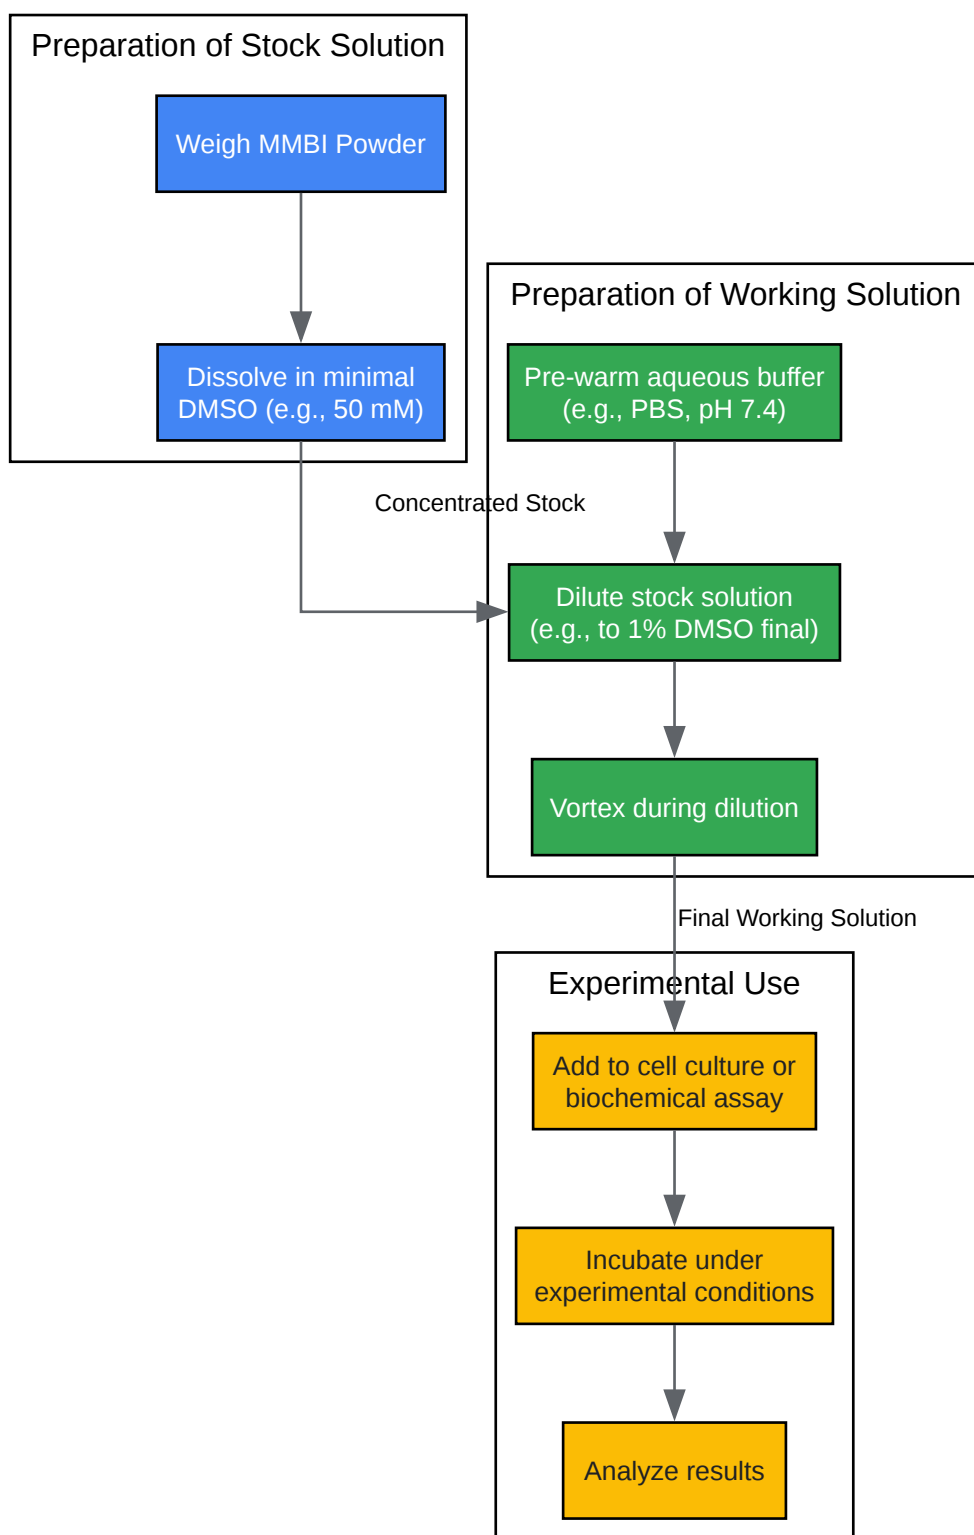 Preparation of Stock Solution
Weigh MMBI Powder
Dissolve in minimal
DMSO (e.g., 50 mM)
Concentrated Stock
Preparation of Working Solution
Pre-warm aqueous buffer
(e.g., PBS, pH 7.4)
Dilute stock solution
(e.g., to 1% DMSO final)
Vortex during dilution
Final Working Solution
Experimental Use
Add to cell culture or
biochemical assay
Incubate under
experimental conditions
Analyze results